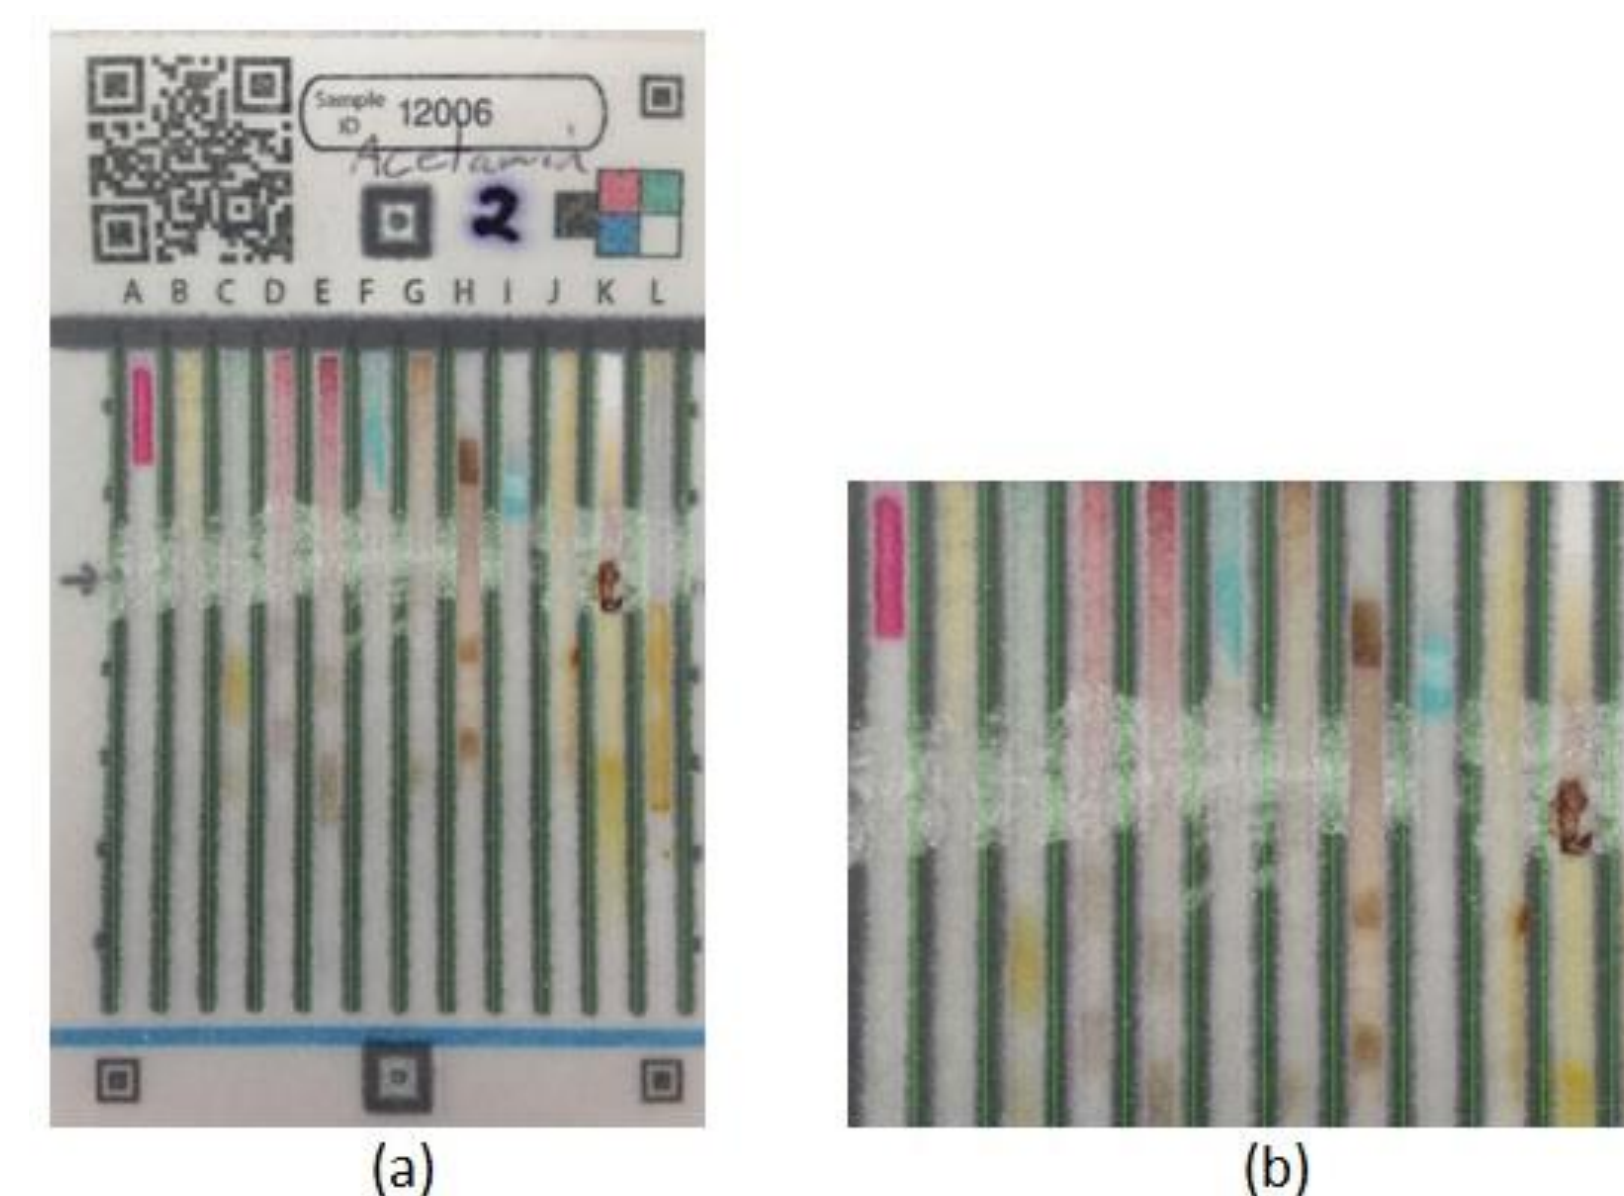 Sample
ID 12006
Acetamid
2
A B C D E F G H I J K L
(a) (b)